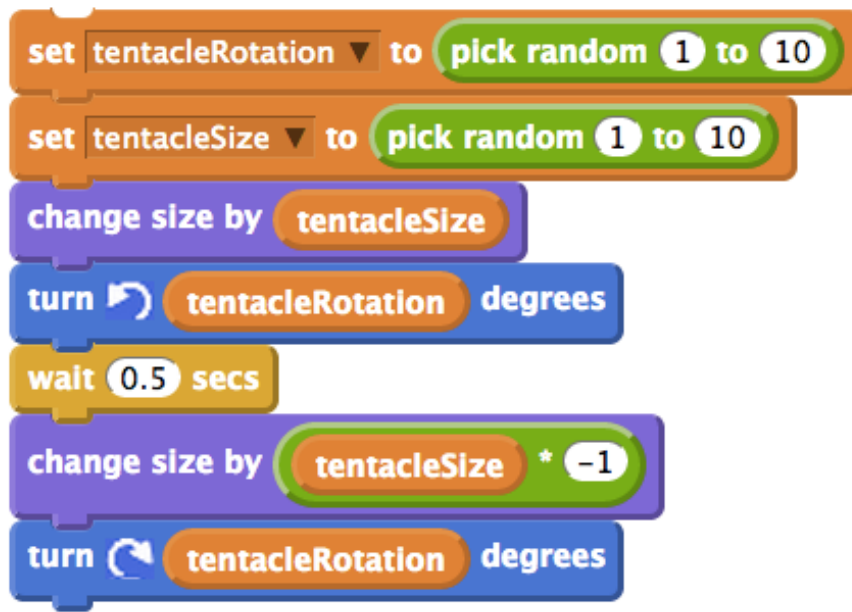 set tentacleRotation ▼ to pick random 1 to 10
set tentacleSize ▼ to pick random 1 to 10
change size by tentacleSize
turn ↺ tentacleRotation degrees
wait 0.5 secs
change size by tentacleSize * -1
turn ↻ tentacleRotation degrees